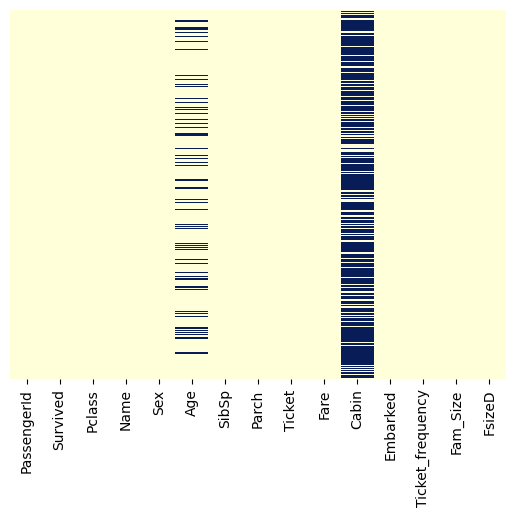 PassengerId
Survived
Pclass
Name
Sex
Age
SibSp
Parch
Ticket
Fare
Cabin
Embarked
Ticket_frequency
Fam_Size
FsizeD